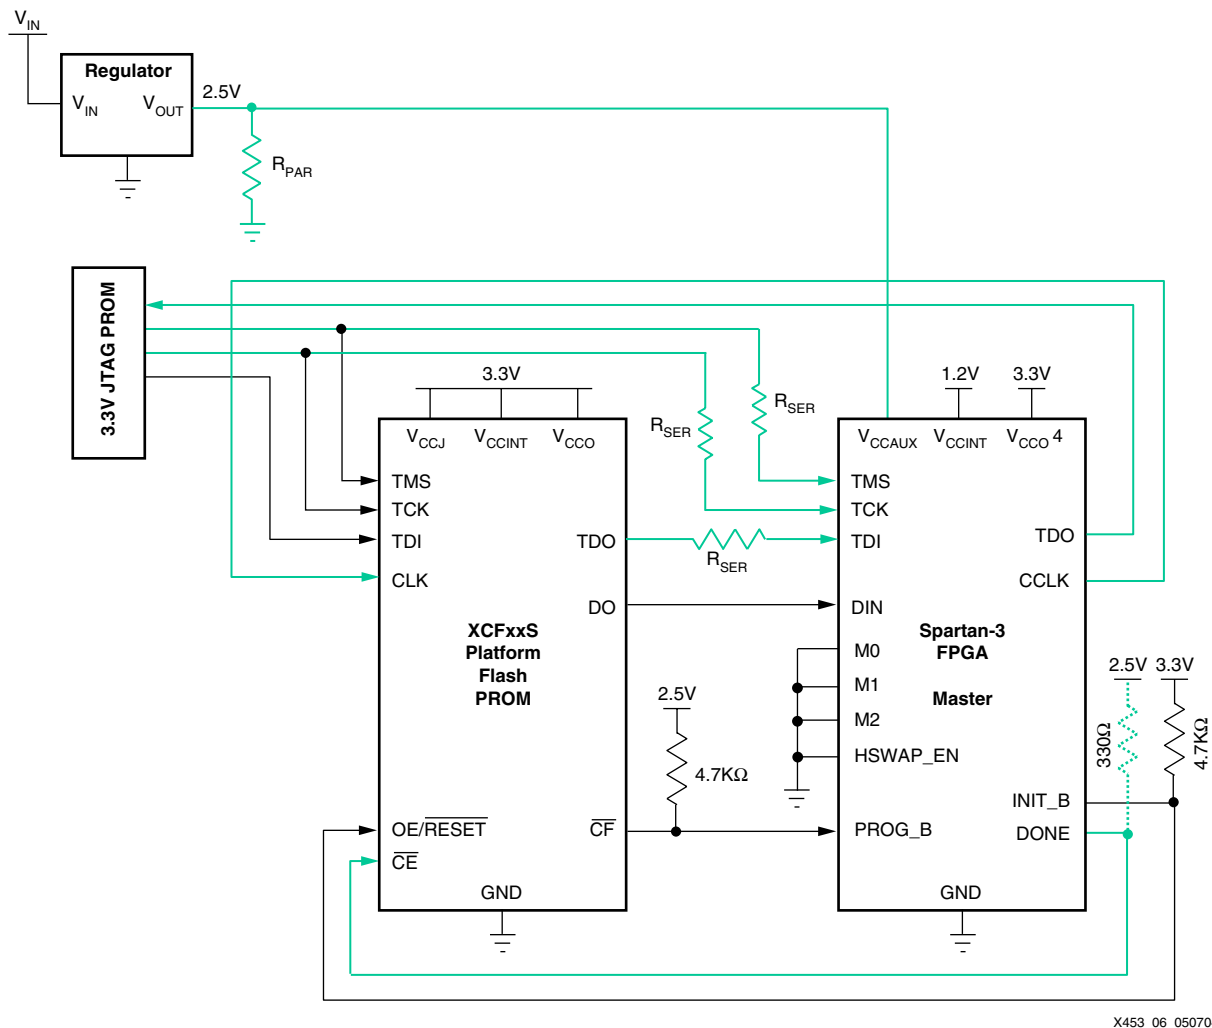 VIN
Regulator
2.5V
VIN
VOUT
RPAR
3.3V JTAG PROM
3.3V
1.2V
3.3V
RSER
RSER
VCCJ
VCCINT
VCCO
VCCAUX
VCCINT
VCCO 4
TMS
TMS
TCK
TCK
TDI
TDO
RSER
TDI
TDO
CLK
CCLK
DO
DIN
XCFxxS
Platform
Flash
PROM
Spartan-3
FPGA
Master
M0
M1
M2
HSWAP_EN
2.5V
4.7KΩ
2.5V
3.3V
330Ω
4.7KΩ
INIT_B
OE/RESET
CF
PROG_B
DONE
CE
GND
GND
X453_06_05070